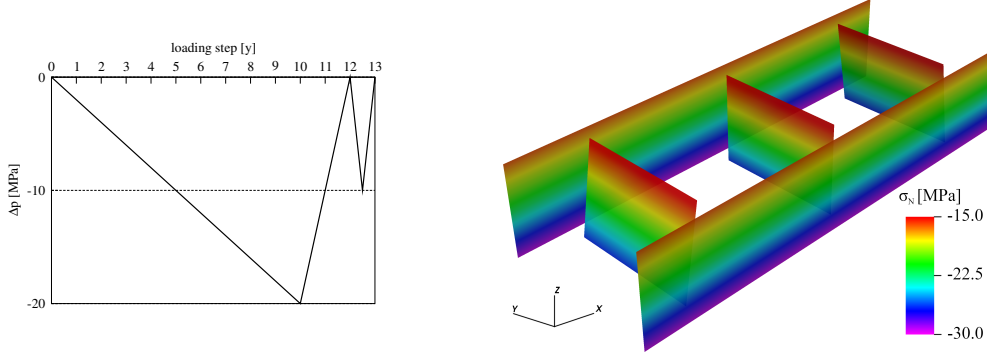 loading step [y]
0 1 2 3 4 5 6 7 8 9 10 11 12 13
0
-10
-20
Δp [MPa]
σN [MPa]
-15.0
-22.5
-30.0
Z
Y
X